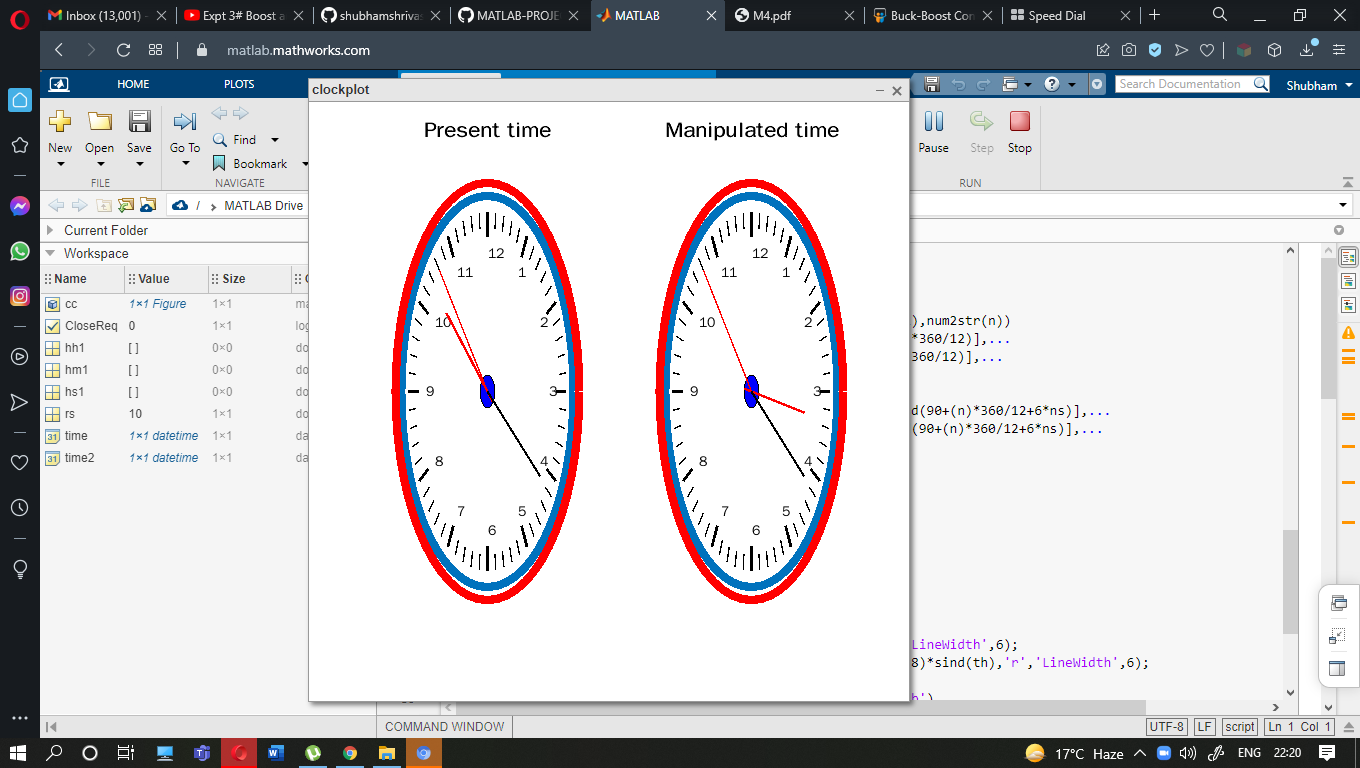 Inbox (13,001) -
Expt 3# Boost a
shubhamshrivas
MATLAB-PROJE
MATLAB
M4.pdf
Buck-Boost Con
Speed Dial
matlab.mathworks.com
HOME
PLOTS
Search Documentation
Shubham
clockplot
New
Open
Save
Go To
Find
Bookmark
FILE
NAVIGATE
Pause
Step
Stop
RUN
/
MATLAB Drive
Current Folder
Workspace
Name
Value
Size
cc
1×1 Figure
1×1
CloseReq
0
1×1
hh1
[ ]
0×0
hm1
[ ]
0×0
hs1
[ ]
0×0
rs
10
1×1
time
1×1 datetime
1×1
time2
1×1 datetime
1×1
Present time
12
1
2
3
4
5
6
7
8
9
10
11
Manipulated time
12
1
2
3
4
5
6
7
8
9
10
11
),num2str(n))
*360/12)],...
360/12)],...
d(90+(n)*360/12+6*ns)],...
(90+(n)*360/12+6*ns)],...
LineWidth',6);
8)*sind(th),'r','LineWidth',6);
COMMAND WINDOW
UTF-8
LF
script
Ln 1 Col 1
17°C Haze
ENG
22:20